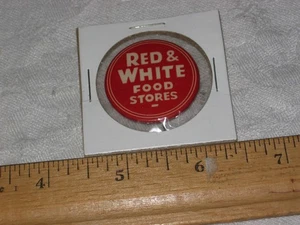 RED &
WHITE
FOOD
STORES
4 5 6 7